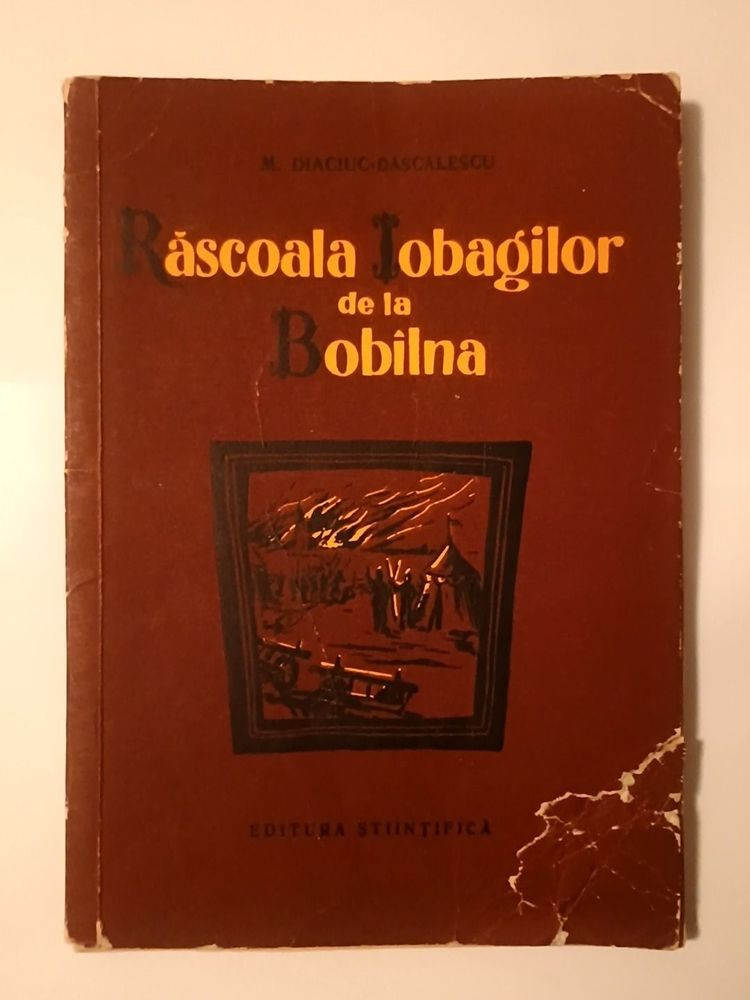 M. DIACIUC-DĂSCĂLESCU
Răscoala Iobagilor
de la
Bobîlna
EDITURA ȘTIINȚIFICĂ